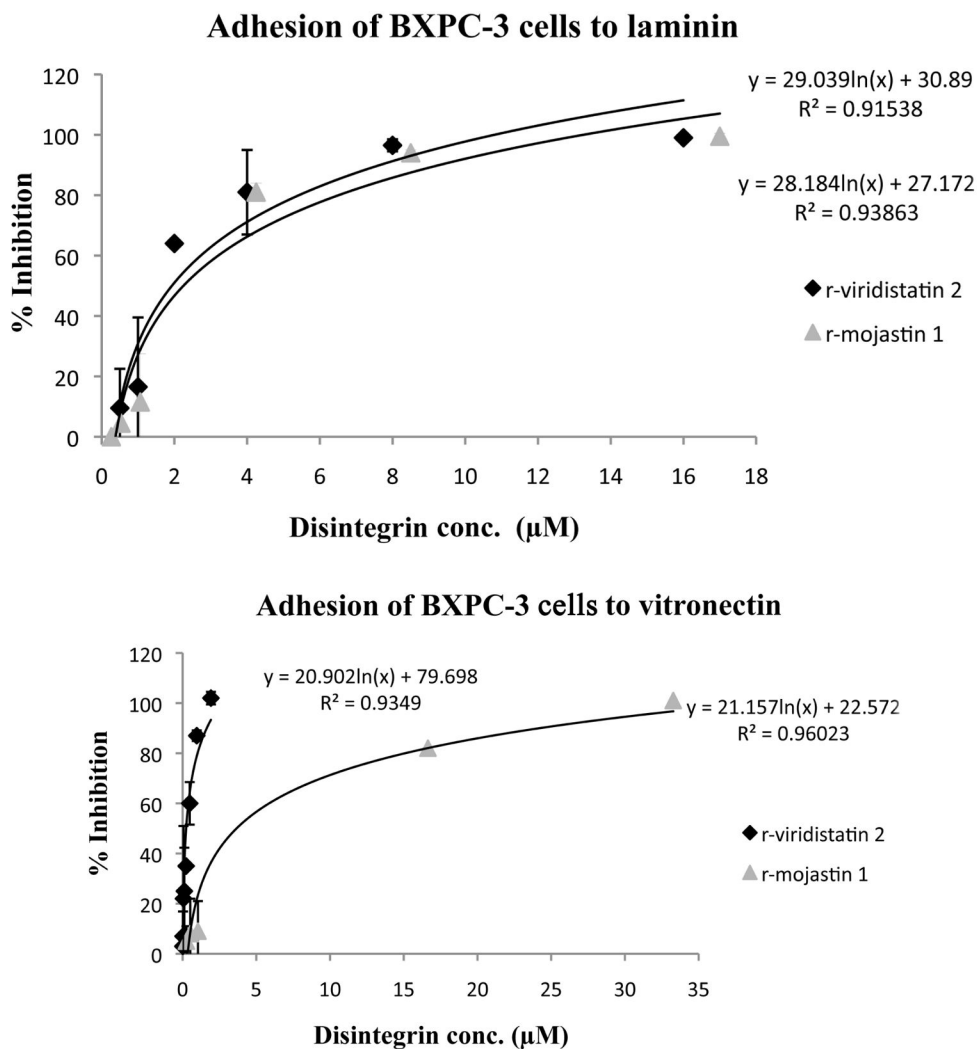 Adhesion of BXPC-3 cells to laminin
120
100
80
60
40
20
0
% Inhibition
y = 29.039ln(x) + 30.89
R² = 0.91538
y = 28.184ln(x) + 27.172
R² = 0.93863
r-viridistatin 2
r-mojastin 1
0 2 4 6 8 10 12 14 16 18
Disintegrin conc. (µM)
Adhesion of BXPC-3 cells to vitronectin
120
100
80
60
40
20
0
% Inhibition
y = 20.902ln(x) + 79.698
R² = 0.9349
y = 21.157ln(x) + 22.572
R² = 0.96023
r-viridistatin 2
r-mojastin 1
0 5 10 15 20 25 30 35
Disintegrin conc. (µM)